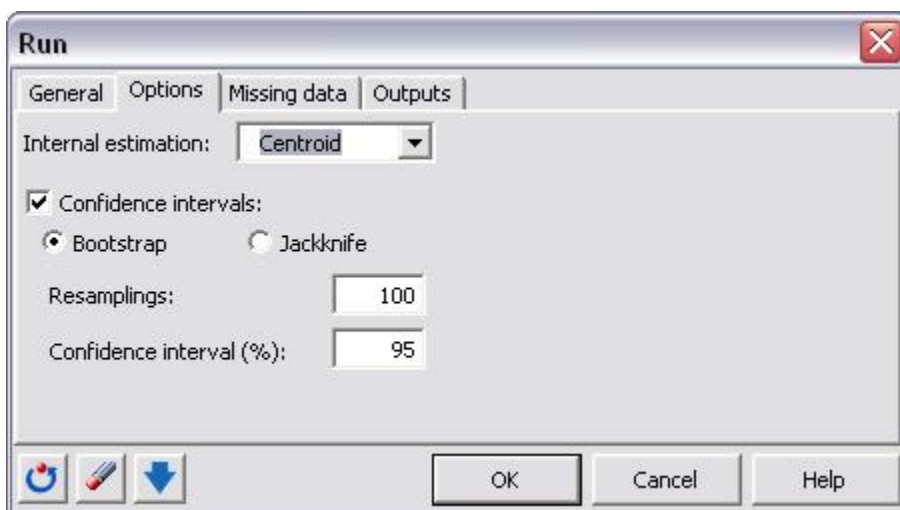 Run
General Options Missing data Outputs
Internal estimation: Centroid
Confidence intervals:
Bootstrap Jackknife
Resamplings: 100
Confidence interval (%): 95
OK Cancel Help